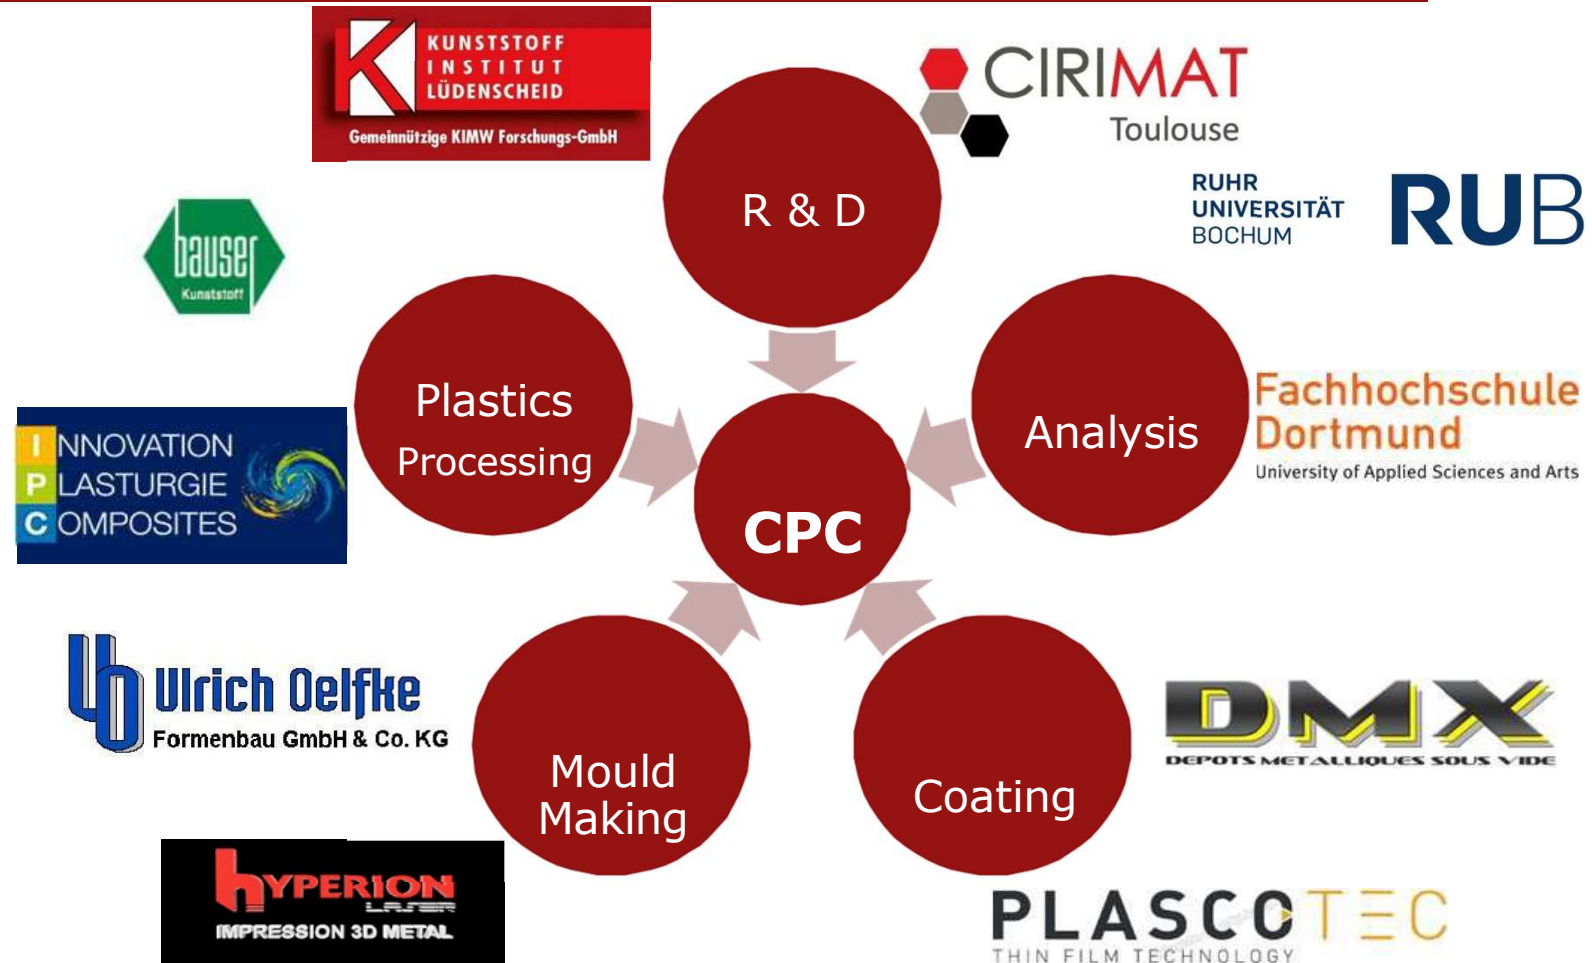 KUNSTSTOFF
INSTITUT
LÜDENSCHEID
Gemeinnützige KIMW Forschungs-GmbH
CIRIMAT
Toulouse
R & D
RUHR
UNIVERSITÄT
BOCHUM
RUB
bauser
Kunststoff
Plastics
Processing
Analysis
Fachhochschule
Dortmund
University of Applied Sciences and Arts
INNOVATION
PLASTURGIE
COMPOSITES
CPC
Ulrich Oelfke
Formenbau GmbH & Co. KG
Mould
Making
Coating
DMX
DEPOTS METALLIQUES SOUS VIDE
hYPERION
LASER
IMPRESSION 3D METAL
PLASCOTEC
THIN FILM TECHNOLOGY